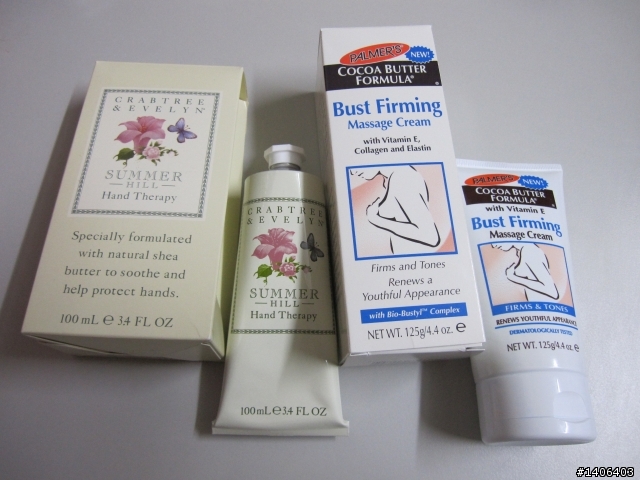 CRABTREE
& EVELYN®
SUMMER
HILL
Hand Therapy
Specially formulated
with natural shea
butter to soothe and
help protect hands.
100 mL ℮ 3.4 FL OZ
CRABTREE
& EVELYN
SUMMER
HILL
Hand Therapy
100 mL ℮ 3.4 FL OZ
PALMER'S
NEW!
COCOA BUTTER
FORMULA®
Bust Firming
Massage Cream
with Vitamin E,
Collagen and Elastin
Firms and Tones
Renews a
Youthful Appearance
with Bio-Bustyl™ Complex
NET WT. 125g/4.4 oz. ℮
PALMER'S
NEW!
COCOA BUTTER
FORMULA®
with Vitamin E
Bust Firming
Massage Cream
FIRMS & TONES
RENEWS YOUTHFUL APPEARANCE
DERMATOLOGICALLY TESTED
NET WT. 125g/4.4 oz. ℮
#1406403